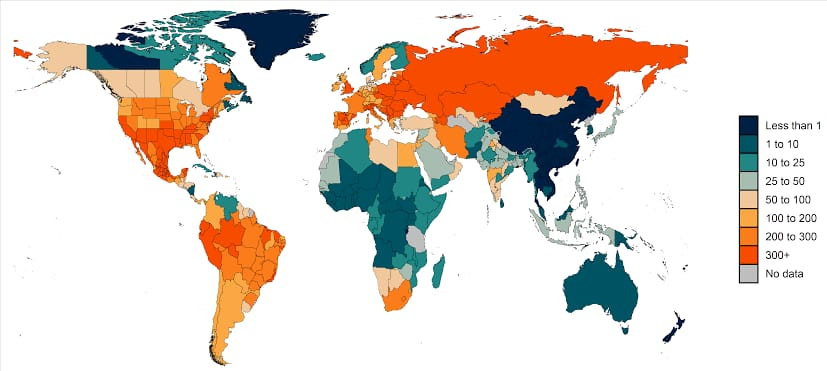 Less than 1
1 to 10
10 to 25
25 to 50
50 to 100
100 to 200
200 to 300
300+
No data